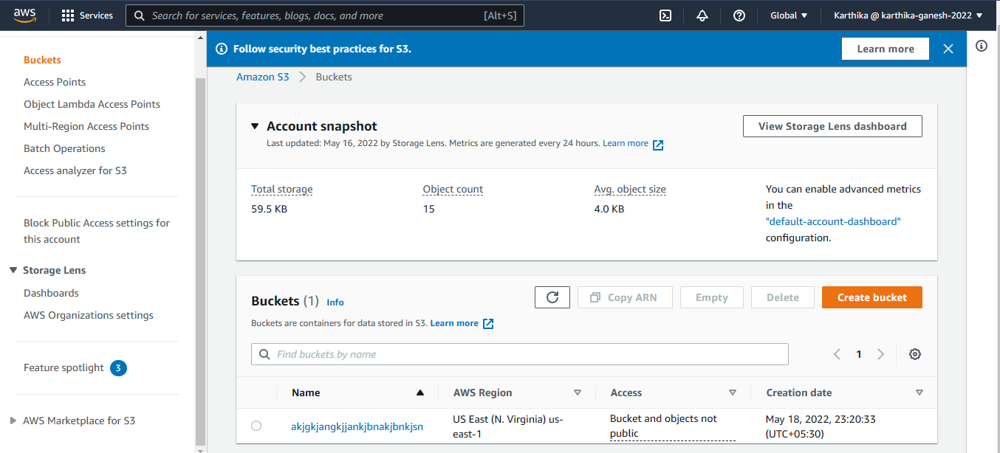 aws
Services
Search for services, features, blogs, docs, and more [Alt+S]
Global
Karthika @ karthika-ganesh-2022
Buckets
Access Points
Object Lambda Access Points
Multi-Region Access Points
Batch Operations
Access analyzer for S3
Block Public Access settings for
this account
Storage Lens
Dashboards
AWS Organizations settings
Feature spotlight 3
AWS Marketplace for S3
Follow security best practices for S3.
Learn more
Amazon S3 Buckets
Account snapshot
Last updated: May 16, 2022 by Storage Lens. Metrics are generated every 24 hours. Learn more
View Storage Lens dashboard
Total storage
59.5 KB
Object count
15
Avg. object size
4.0 KB
You can enable advanced metrics
in the
"default-account-dashboard"
configuration.
Buckets (1) Info
Copy ARN
Empty
Delete
Create bucket
Buckets are containers for data stored in S3. Learn more
Find buckets by name
1
Name AWS Region Access Creation date
akjgkjangkjjankjbnakjbnkjsn
US East (N. Virginia) us-
east-1
Bucket and objects not
public
May 18, 2022, 23:20:33
(UTC+05:30)